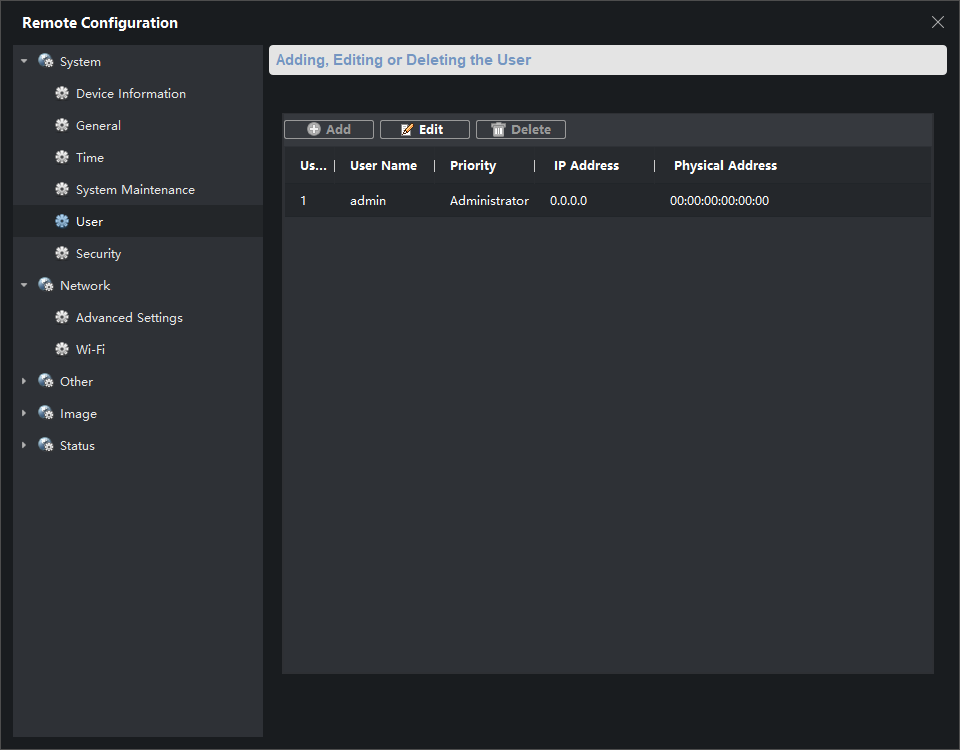 Remote Configuration
System
Device Information
General
Time
System Maintenance
User
Security
Network
Advanced Settings
Wi-Fi
Other
Image
Status
Adding, Editing or Deleting the User
Add Edit Delete
Us... | User Name | Priority | IP Address | Physical Address
1 admin Administrator 0.0.0.0 00:00:00:00:00:00